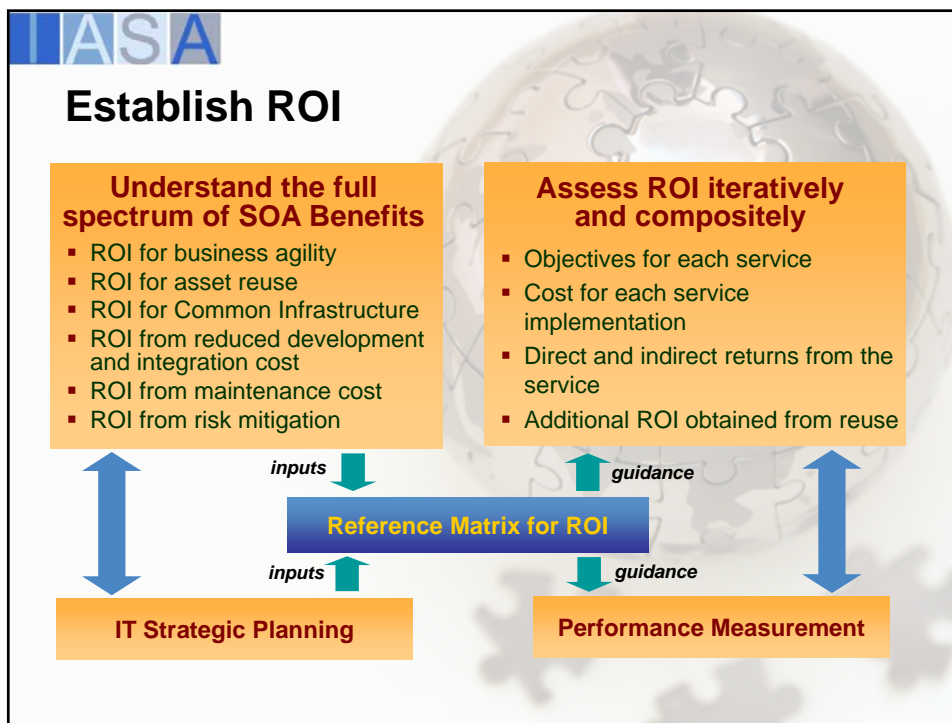 IASA
Establish ROI
Understand the full
spectrum of SOA Benefits
▪ ROI for business agility
▪ ROI for asset reuse
▪ ROI for Common Infrastructure
▪ ROI from reduced development
and integration cost
▪ ROI from maintenance cost
▪ ROI from risk mitigation
Assess ROI iteratively
and compositely
▪ Objectives for each service
▪ Cost for each service
implementation
▪ Direct and indirect returns from the
service
▪ Additional ROI obtained from reuse
inputs
guidance
Reference Matrix for ROI
inputs
guidance
IT Strategic Planning
Performance Measurement